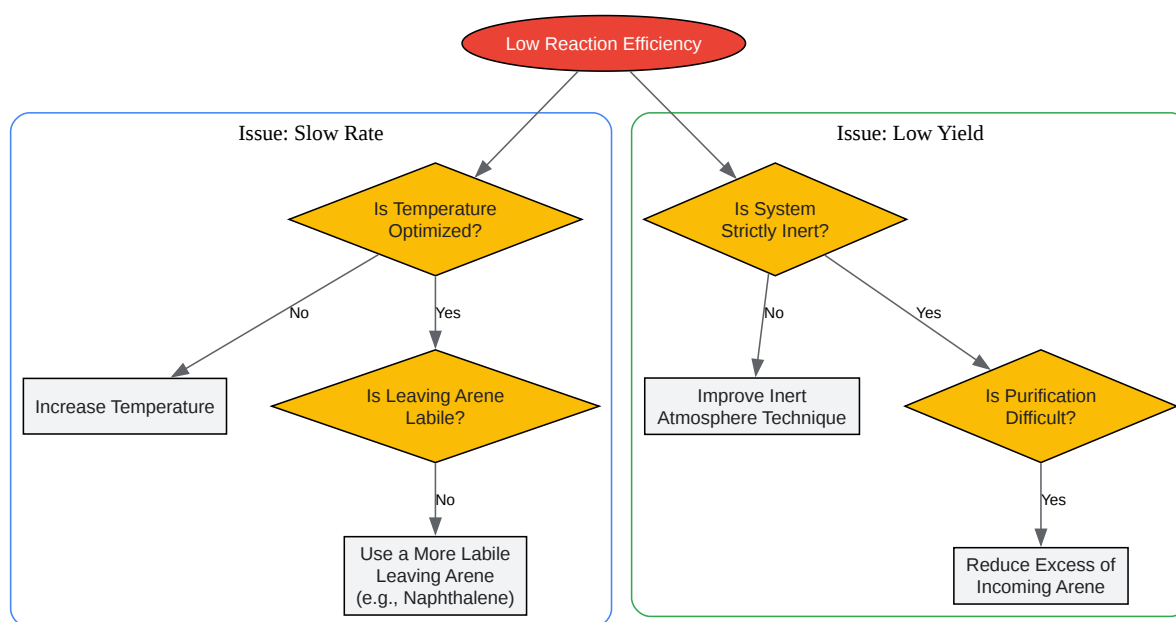 Low Reaction Efficiency
Issue: Slow Rate
Issue: Low Yield
Is Temperature
Optimized?
Is System
Strictly Inert?
No
Yes
No
Yes
Increase Temperature
Is Leaving Arene
Labile?
Improve Inert
Atmosphere Technique
Is Purification
Difficult?
No
Yes
Use a More Labile
Leaving Arene
(e.g., Naphthalene)
Reduce Excess of
Incoming Arene